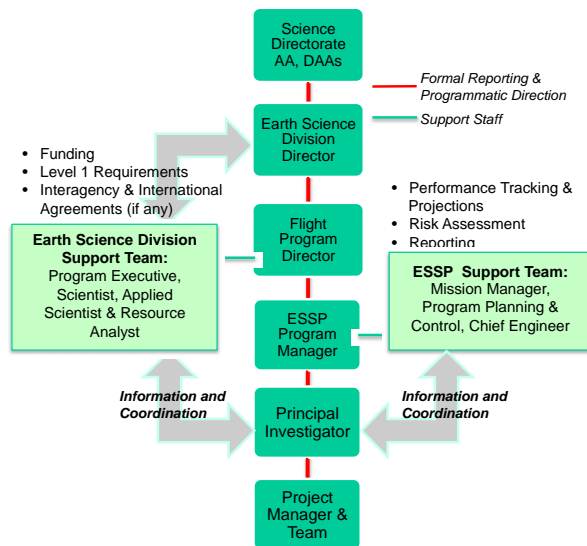 Science
Directorate
AA, DAAs
Formal Reporting &
Programmatic Direction
Support Staff
Earth Science
Division
Director
• Funding
• Level 1 Requirements
• Interagency & International
Agreements (if any)
• Performance Tracking &
Projections
• Risk Assessment
• Reporting
Flight
Program
Director
Earth Science Division
Support Team:
Program Executive,
Scientist, Applied
Scientist & Resource
Analyst
ESSP Support Team:
Mission Manager,
Program Planning &
Control, Chief Engineer
ESSP
Program
Manager
Information and
Coordination
Information and
Coordination
Principal
Investigator
Project
Manager &
Team